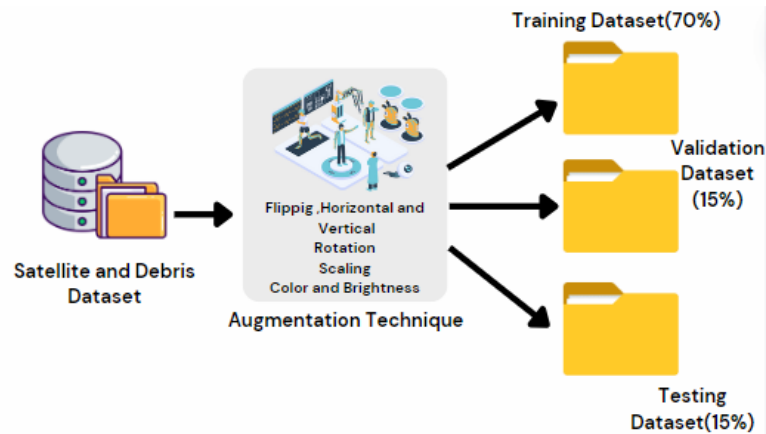 Training Dataset(70%)
Validation
Dataset
(15%)
Flippig ,Horizontal and
Vertical
Rotation
Scaling
Color and Brightness
Satellite and Debris
Dataset
Augmentation Technique
Testing
Dataset(15%)